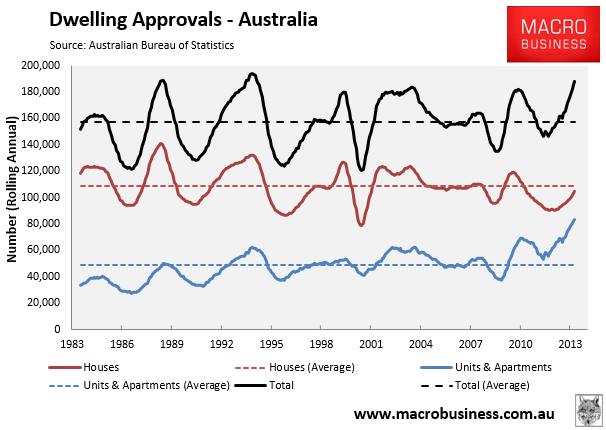 Dwelling Approvals - Australia
Source: Australian Bureau of Statistics
MACRO
BUSINESS
Number (Rolling Annual)
200,000
180,000
160,000
140,000
120,000
100,000
80,000
60,000
40,000
20,000
0
1983 1986 1989 1992 1995 1998 2001 2004 2007 2010 2013
Houses Houses (Average) Units & Apartments
Units & Apartments (Average) Total Total (Average)
www.macrobusiness.com.au